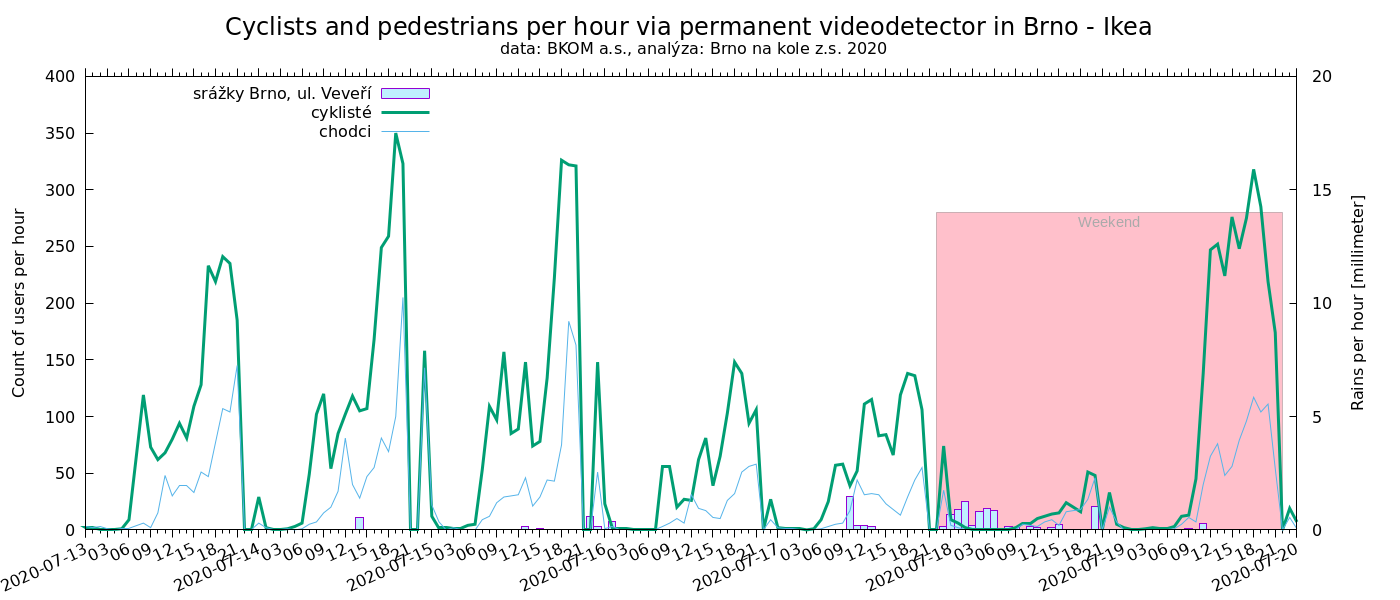 Cyclists and pedestrians per hour via permanent videodetector in Brno - Ikea
data: BKOM a.s., analýza: Brno na kole z.s. 2020
srážky Brno, ul. Veveří
cyklisté
chodci
Weekend
Count of users per hour
400
350
300
250
200
150
100
50
0
Rains per hour [millimeter]
20
15
10
5
0
2020-07-13 03 06 09 12 15 18 21 2020-07-14 03 06 09 12 15 18 21 2020-07-15 03 06 09 12 15 18 21 2020-07-16 03 06 09 12 15 18 21 2020-07-17 03 06 09 12 15 18 21 2020-07-18 03 06 09 12 15 18 21 2020-07-19 03 06 09 12 15 18 21 2020-07-20